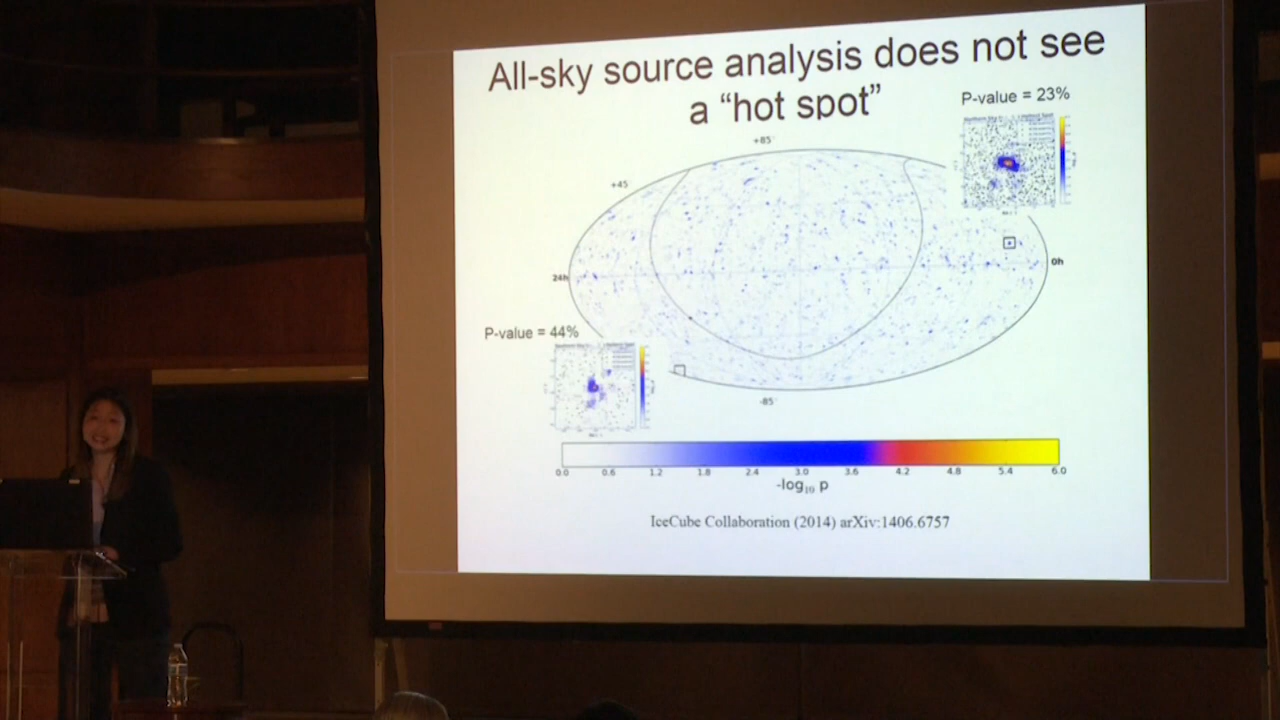 All-sky source analysis does not see
a “hot spot”
P-value = 23%
+85°
+45°
24h
0h
P-value = 44%
-85°
0.0 0.6 1.2 1.8 2.4 3.0 3.6 4.2 4.8 5.4 6.0
-log₁₀ p
IceCube Collaboration (2014) arXiv:1406.6757